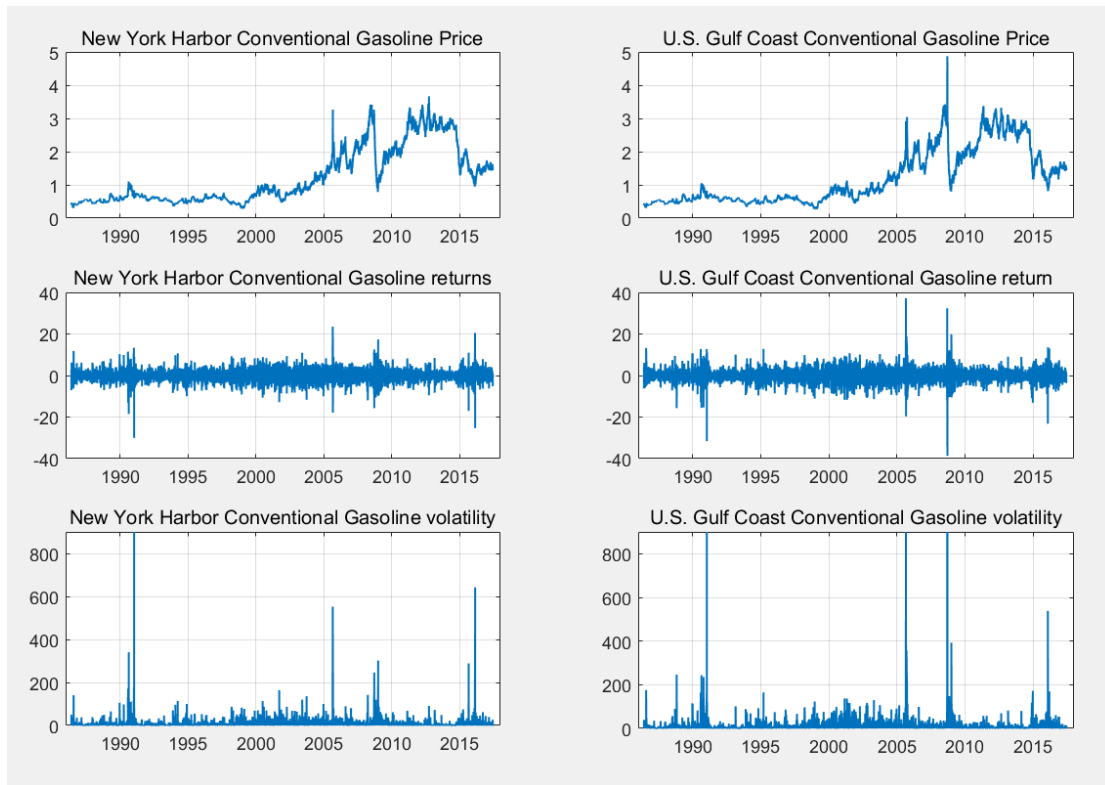 New York Harbor Conventional Gasoline Price
5
4
3
2
1
0
1990 1995 2000 2005 2010 2015
U.S. Gulf Coast Conventional Gasoline Price
5
4
3
2
1
0
1990 1995 2000 2005 2010 2015
New York Harbor Conventional Gasoline returns
40
20
0
-20
-40
1990 1995 2000 2005 2010 2015
U.S. Gulf Coast Conventional Gasoline return
40
20
0
-20
-40
1990 1995 2000 2005 2010 2015
New York Harbor Conventional Gasoline volatility
800
600
400
200
0
1990 1995 2000 2005 2010 2015
U.S. Gulf Coast Conventional Gasoline volatility
800
600
400
200
0
1990 1995 2000 2005 2010 2015